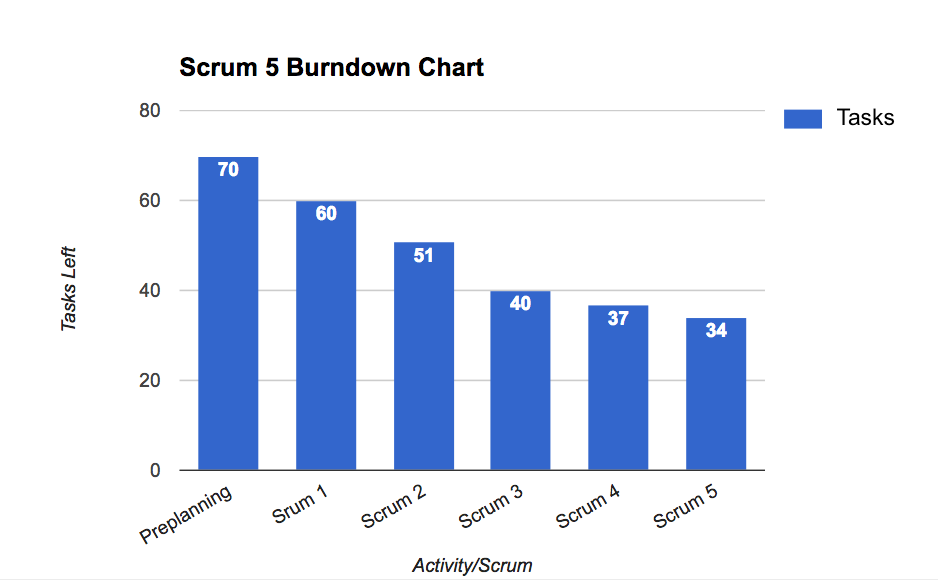 Scrum 5 Burndown Chart
80
60
40
20
0
Tasks Left
70
60
51
40
37
34
Preplanning
Srum 1
Scrum 2
Scrum 3
Scrum 4
Scrum 5
Activity/Scrum
Tasks